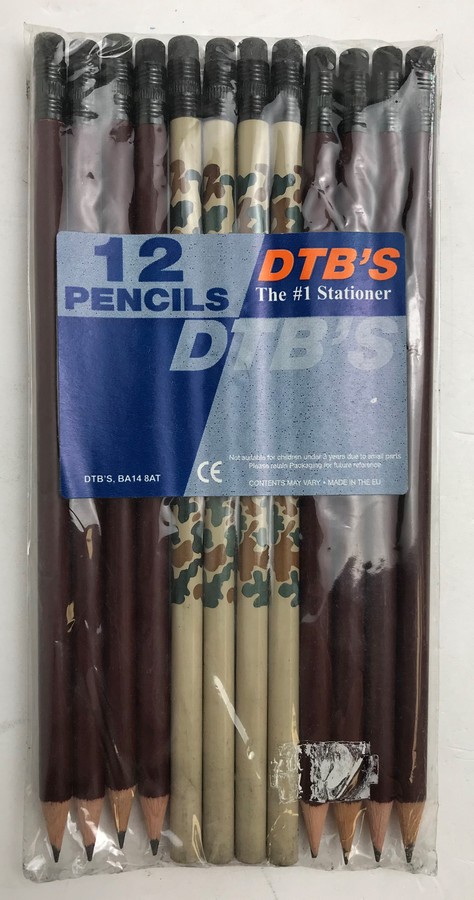 12
PENCILS
DTB'S
The #1 Stationer
DTB'S
Not suitable for children under 3 years due to small parts
Please retain Packaging for future reference
DTB'S, BA14 8AT
CE
CONTENTS MAY VARY • MADE IN THE EU